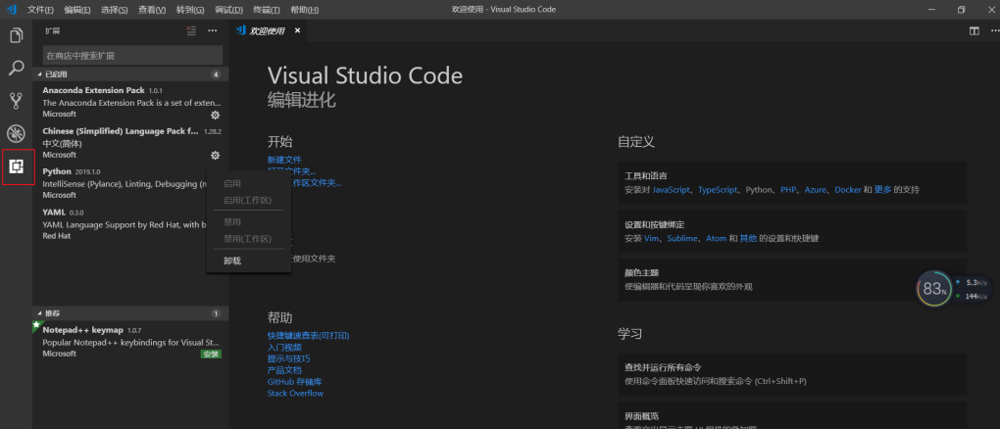 文件(F) 编辑(E) 选择(S) 查看(V) 转到(G) 调试(D) 终端(T) 帮助(H)
欢迎使用 - Visual Studio Code
扩展
欢迎使用
在商店中搜索扩展
已启用 4
Anaconda Extension Pack 1.0.1
The Anaconda Extension Pack is a set of exten...
Microsoft
Chinese (Simplified) Language Pack f... 1.28.2
中文(简体)
Microsoft
Python 2019.1.0
IntelliSense (Pylance), Linting, Debugging (m
Microsoft
YAML 0.3.0
YAML Language Support by Red Hat, with b
Red Hat
启用
启用(工作区)
禁用
禁用(工作区)
卸载
推荐 1
Notepad++ keymap 1.0.7
Popular Notepad++ keybindings for Visual St...
Microsoft
安装
Visual Studio Code
编辑进化
开始
新建文件
打开文件夹...
工作区文件夹...
使用文件夹
帮助
快捷键速查表(可打印)
入门视频
提示与技巧
产品文档
GitHub 存储库
Stack Overflow
自定义
工具和语言
安装对 JavaScript、TypeScript、Python、PHP、Azure、Docker 和 更多 的支持
设置和按键绑定
安装 Vim、Sublime、Atom 和 其他 的设置和快捷键
颜色主题
使编辑器和代码呈现你喜欢的外观
83%
5.3K/s
144K/s
学习
查找并运行所有命令
使用命令面板快速访问和搜索命令 (Ctrl+Shift+P)
界面概览